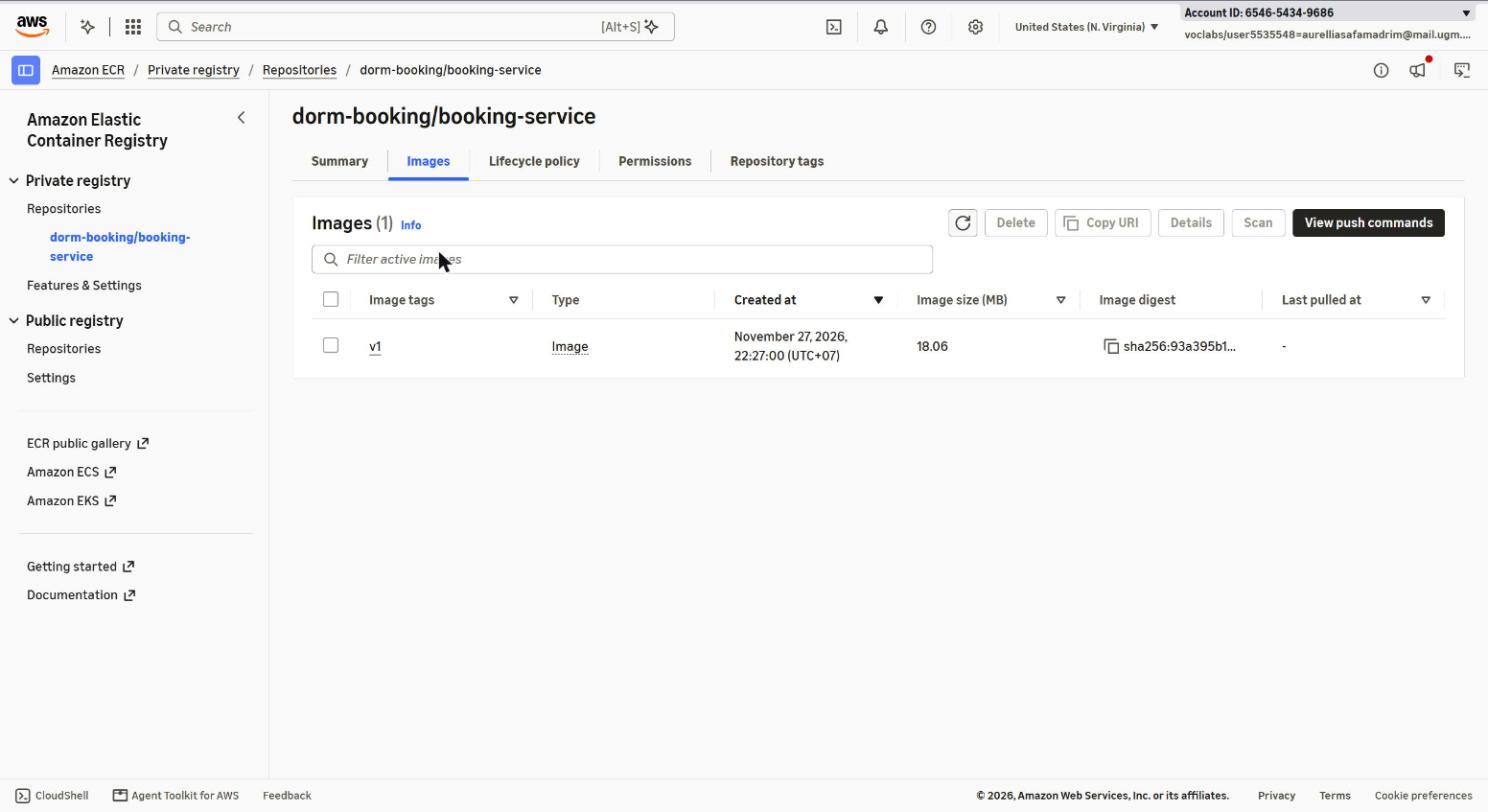 aws
Search
[Alt+S]
United States (N. Virginia)
Account ID: 6546-5434-9686
voclabs/user5535548=aurelliasafamadrim@mail.ugm....
Amazon ECR / Private registry / Repositories / dorm-booking/booking-service
Amazon Elastic
Container Registry
Private registry
Repositories
dorm-booking/booking-
service
Features & Settings
Public registry
Repositories
Settings
ECR public gallery
Amazon ECS
Amazon EKS
Getting started
Documentation
dorm-booking/booking-service
Summary
Images
Lifecycle policy
Permissions
Repository tags
Images (1) Info
Delete
Copy URI
Details
Scan
View push commands
Filter active images
Image tags
Type
Created at
Image size (MB)
Image digest
Last pulled at
v1
Image
November 27, 2026,
22:27:00 (UTC+07)
18.06
sha256:93a395b1...
-
CloudShell
Agent Toolkit for AWS
Feedback
© 2026, Amazon Web Services, Inc. or its affiliates.
Privacy
Terms
Cookie preferences